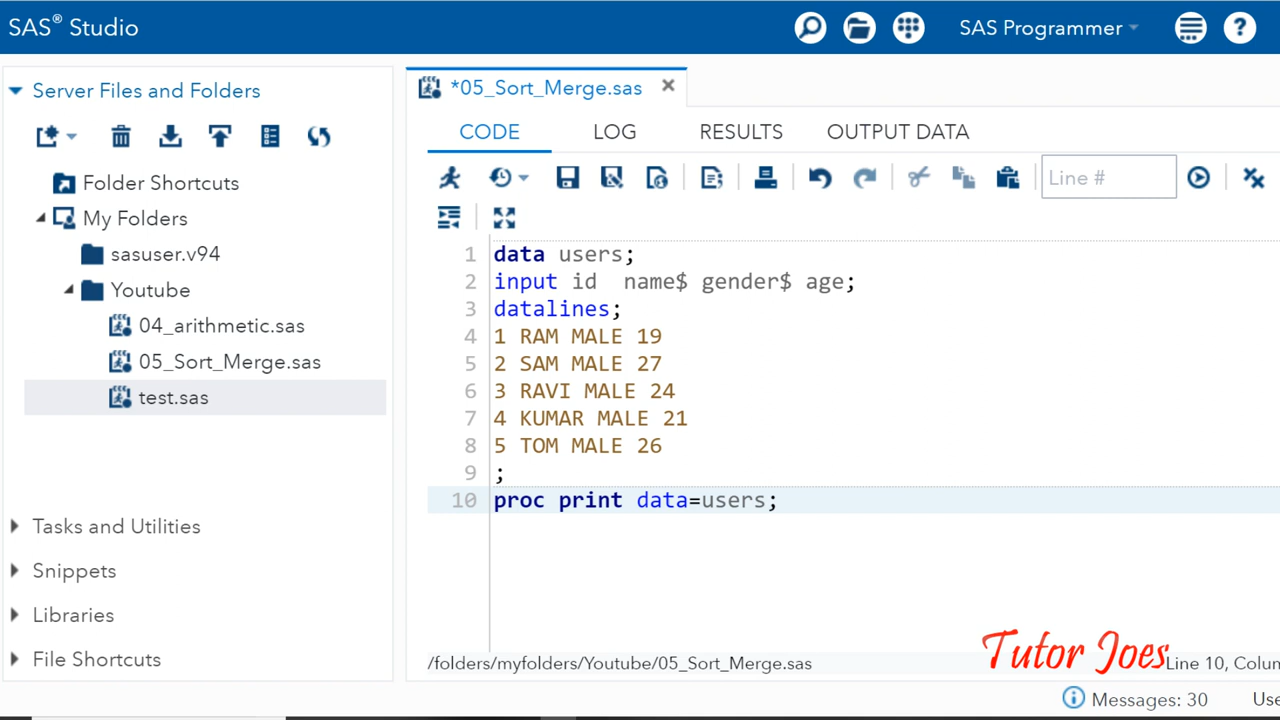 SAS® Studio
SAS Programmer
Server Files and Folders
Folder Shortcuts
My Folders
sasuser.v94
Youtube
04_arithmetic.sas
05_Sort_Merge.sas
test.sas
Tasks and Utilities
Snippets
Libraries
File Shortcuts
*05_Sort_Merge.sas
CODE LOG RESULTS OUTPUT DATA
Line #
1 data users;
2 input id  name$ gender$ age;
3 datalines;
4 1 RAM MALE 19
5 2 SAM MALE 27
6 3 RAVI MALE 24
7 4 KUMAR MALE 21
8 5 TOM MALE 26
9 ;
10 proc print data=users;
Tutor Joes
/folders/myfolders/Youtube/05_Sort_Merge.sas Line 10, Colum
Messages: 30 Use